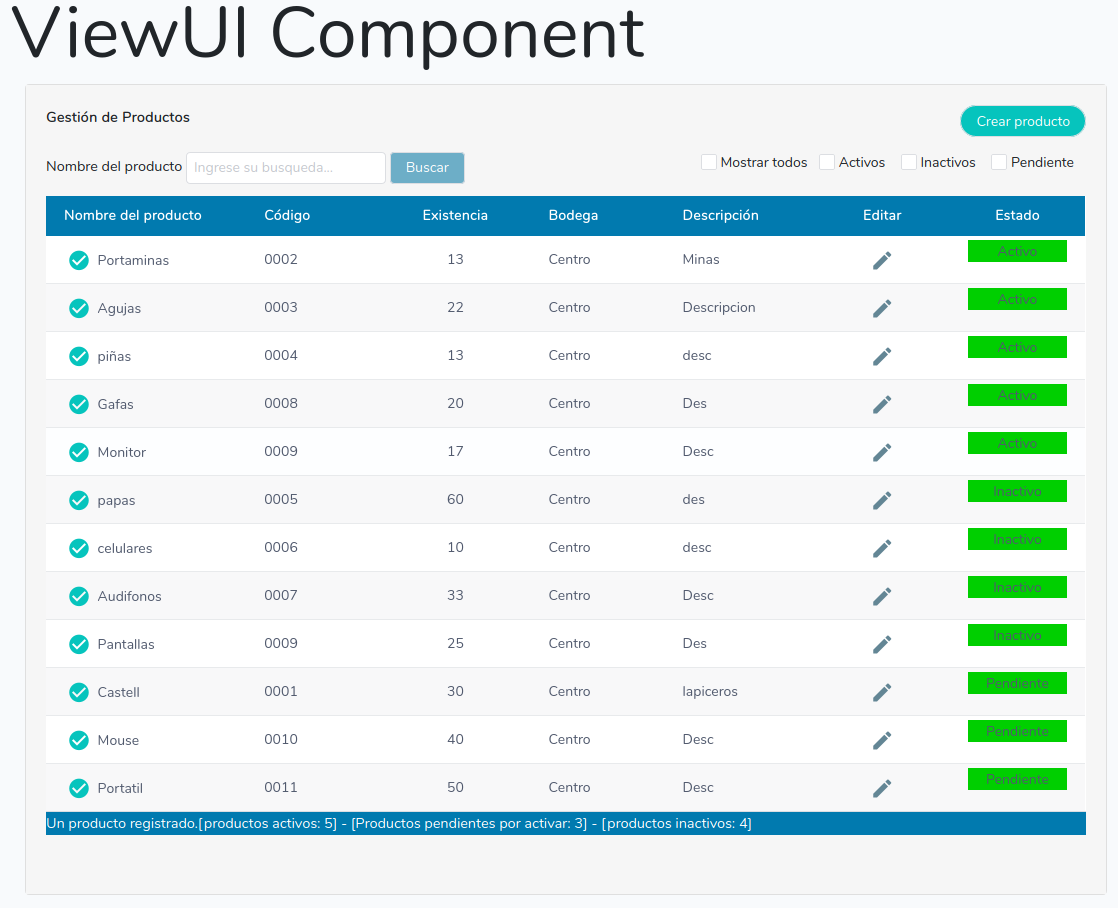 ViewUI Component
Gestión de Productos
Crear producto
Nombre del producto Ingrese su busqueda... Buscar Mostrar todos Activos Inactivos Pendiente
Nombre del producto Código Existencia Bodega Descripción Editar Estado
Portaminas 0002 13 Centro Minas Activo
Agujas 0003 22 Centro Descripcion Activo
piñas 0004 13 Centro desc Activo
Gafas 0008 20 Centro Des Activo
Monitor 0009 17 Centro Desc Activo
papas 0005 60 Centro des Inactivo
celulares 0006 10 Centro desc Inactivo
Audifonos 0007 33 Centro Desc Inactivo
Pantallas 0009 25 Centro Des Inactivo
Castell 0001 30 Centro lapiceros Pendiente
Mouse 0010 40 Centro Desc Pendiente
Portatil 0011 50 Centro Desc Pendiente
Un producto registrado.[productos activos: 5] - [Productos pendientes por activar: 3] - [productos inactivos: 4]